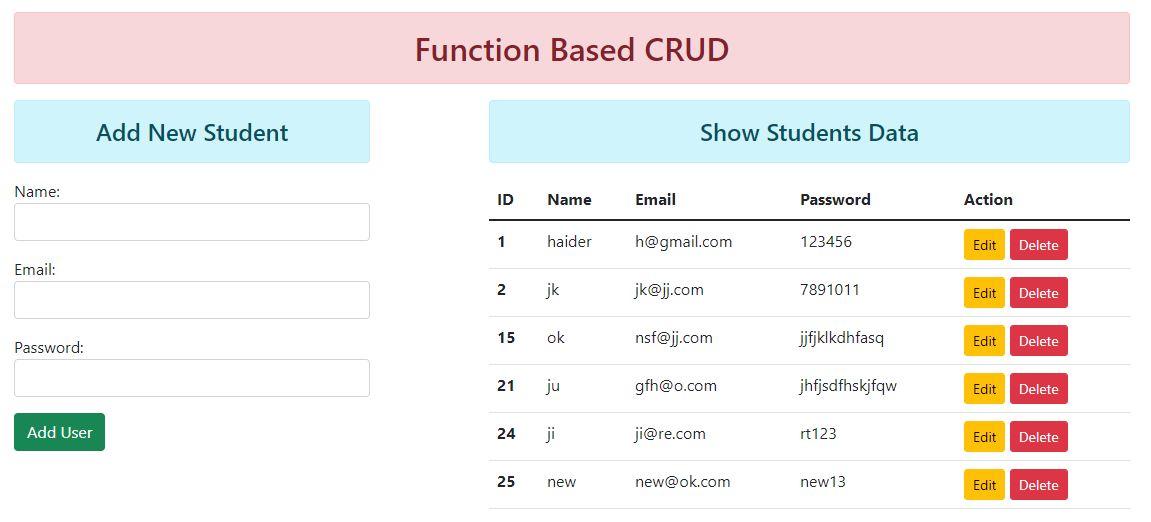 Function Based CRUD
Add New Student
Name:
Email:
Password:
Add User
Show Students Data
ID Name Email Password Action
1 haider h@gmail.com 123456 Edit Delete
2 jk jk@jj.com 7891011 Edit Delete
15 ok nsf@jj.com jjfjklkdhfasq Edit Delete
21 ju gfh@o.com jhfjsdfhskjfqw Edit Delete
24 ji ji@re.com rt123 Edit Delete
25 new new@ok.com new13 Edit Delete